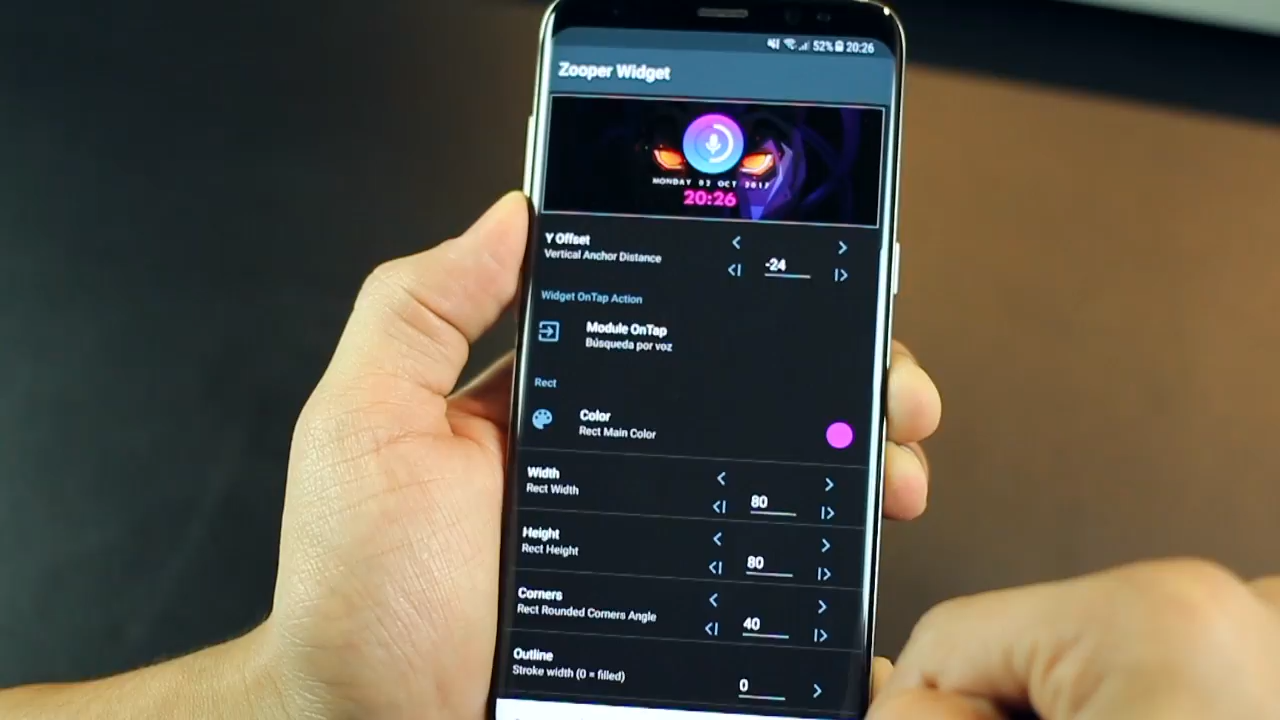 52% 20:26
Zooper Widget
MONDAY 02 OCT 2017
20:26
Y Offset
Vertical Anchor Distance
-24
Widget OnTap Action
Module OnTap
Búsqueda por voz
Rect
Color
Rect Main Color
Width
Rect Width
80
Height
Rect Height
80
Corners
Rect Rounded Corners Angle
40
Outline
Stroke width (0 = filled)
0